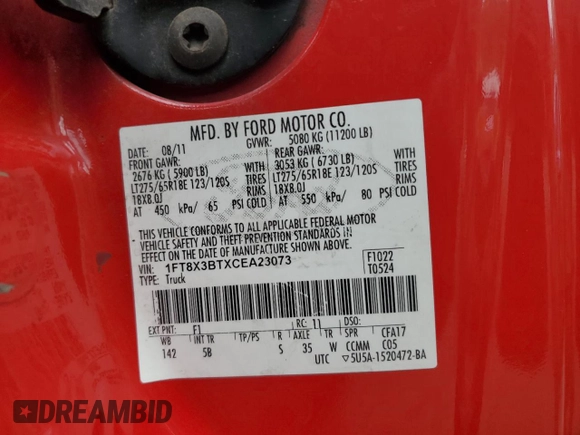 MFD. BY FORD MOTOR CO.
DATE: 08/11 GVWR: 5080 KG (11200 LB)
FRONT GAWR: REAR GAWR:
2676 KG ( 5900 LB) WITH 3053 KG ( 6730 LB) WITH
LT275/65R18E 123/120S TIRES LT275/65R18E 123/120S TIRES
18X8.0J RIMS 18X8.0J RIMS
AT 450 kPa/ 65 PSI COLD AT 550 kPa/ 80 PSI COLD
THIS VEHICLE CONFORMS TO ALL APPLICABLE FEDERAL MOTOR
VEHICLE SAFETY AND THEFT PREVENTION STANDARDS IN
EFFECT ON THE DATE OF MANUFACTURE SHOWN ABOVE.
VIN: 1FT8X3BTXCEA23073 F1022
TYPE: Truck T0524
EXT PNT: F1 RC: 11 DSO:
WB INT TR TP/PS R AXLE TR SPR CFA17
142 5B S 35 W CCMM C05
UTC ▽5U5A-1520472-BA
DREAMBID